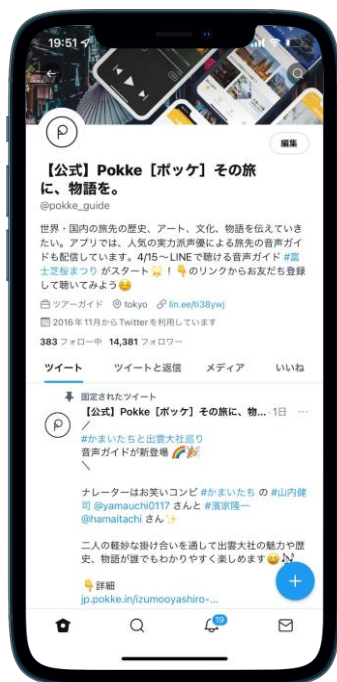 19:51
編集
【公式】Pokke［ポッケ］その旅
に、物語を。
@pokke_guide
世界・国内の旅先の歴史、アート、文化、物語を伝えていき
たい。アプリでは、人気の実力派声優による旅先の音声ガイ
ドも配信しています。4/15〜LINEで聴ける音声ガイド #富
士芝桜まつり がスタート🌟！👇のリンクからお友だち登録
して聴いてみよう😊
ツアーガイド tokyo lin.ee/ti38ywj
2016年11月からTwitterを利用しています
383 フォロー中 14,381 フォロワー
ツイート ツイートと返信 メディア いいね
固定されたツイート
【公式】Pokke［ポッケ］その旅に、物... ·1日 ···
／
#かまいたちと出雲大社巡り
音声ガイドが新登場🌈🎉
＼
ナレーターはお笑いコンビ #かまいたち の #山内健
司 @yamauchi0117 さんと #濱家隆一
@hamaitachi さん✨
二人の軽妙な掛け合いを通して出雲大社の魅力や歴
史、物語が誰でもわかりやすく楽しめます😄🎶
👇詳細
jp.pokke.in/izumooyashiro-...
19